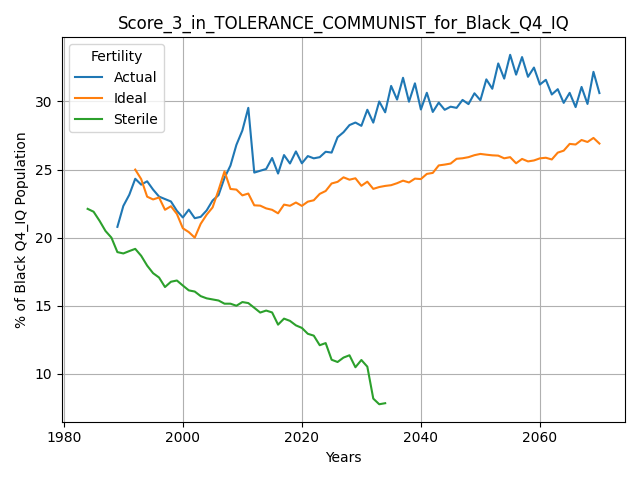 Score_3_in_TOLERANCE_COMMUNIST_for_Black_Q4_IQ
Fertility
Actual
Ideal
Sterile
% of Black Q4_IQ Population
30
25
20
15
10
1980
2000
2020
2040
2060
Years